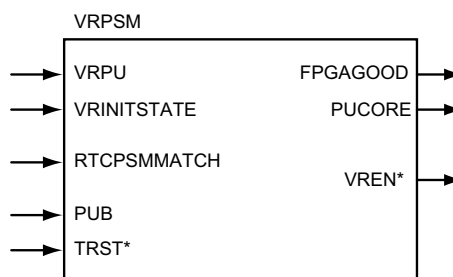 VRPSM
VRPU
FPGAGOOD
VRINITSTATE
PUCORE
RTCPSMMATCH
VREN*
PUB
TRST*